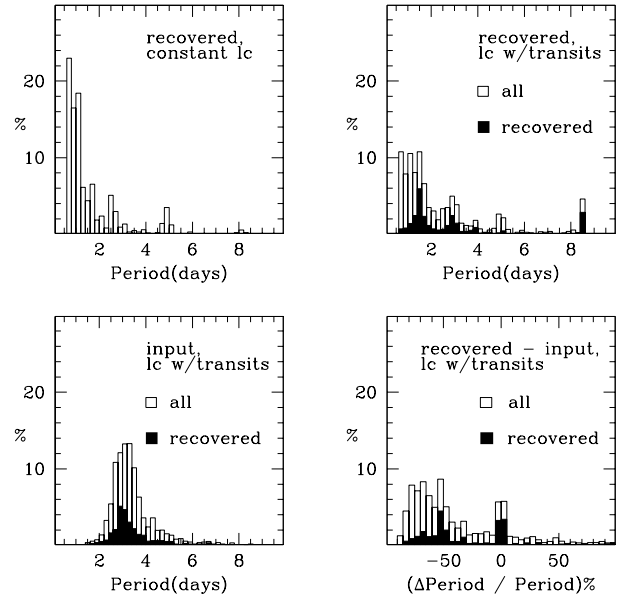 recovered,
constant lc
20
%
10
2 4 6 8
Period(days)
recovered,
lc w/transits
all
recovered
20
%
10
2 4 6 8
Period(days)
input,
lc w/transits
all
recovered
20
%
10
2 4 6 8
Period(days)
recovered − input,
lc w/transits
all
recovered
20
%
10
−50 0 50
(ΔPeriod / Period)%